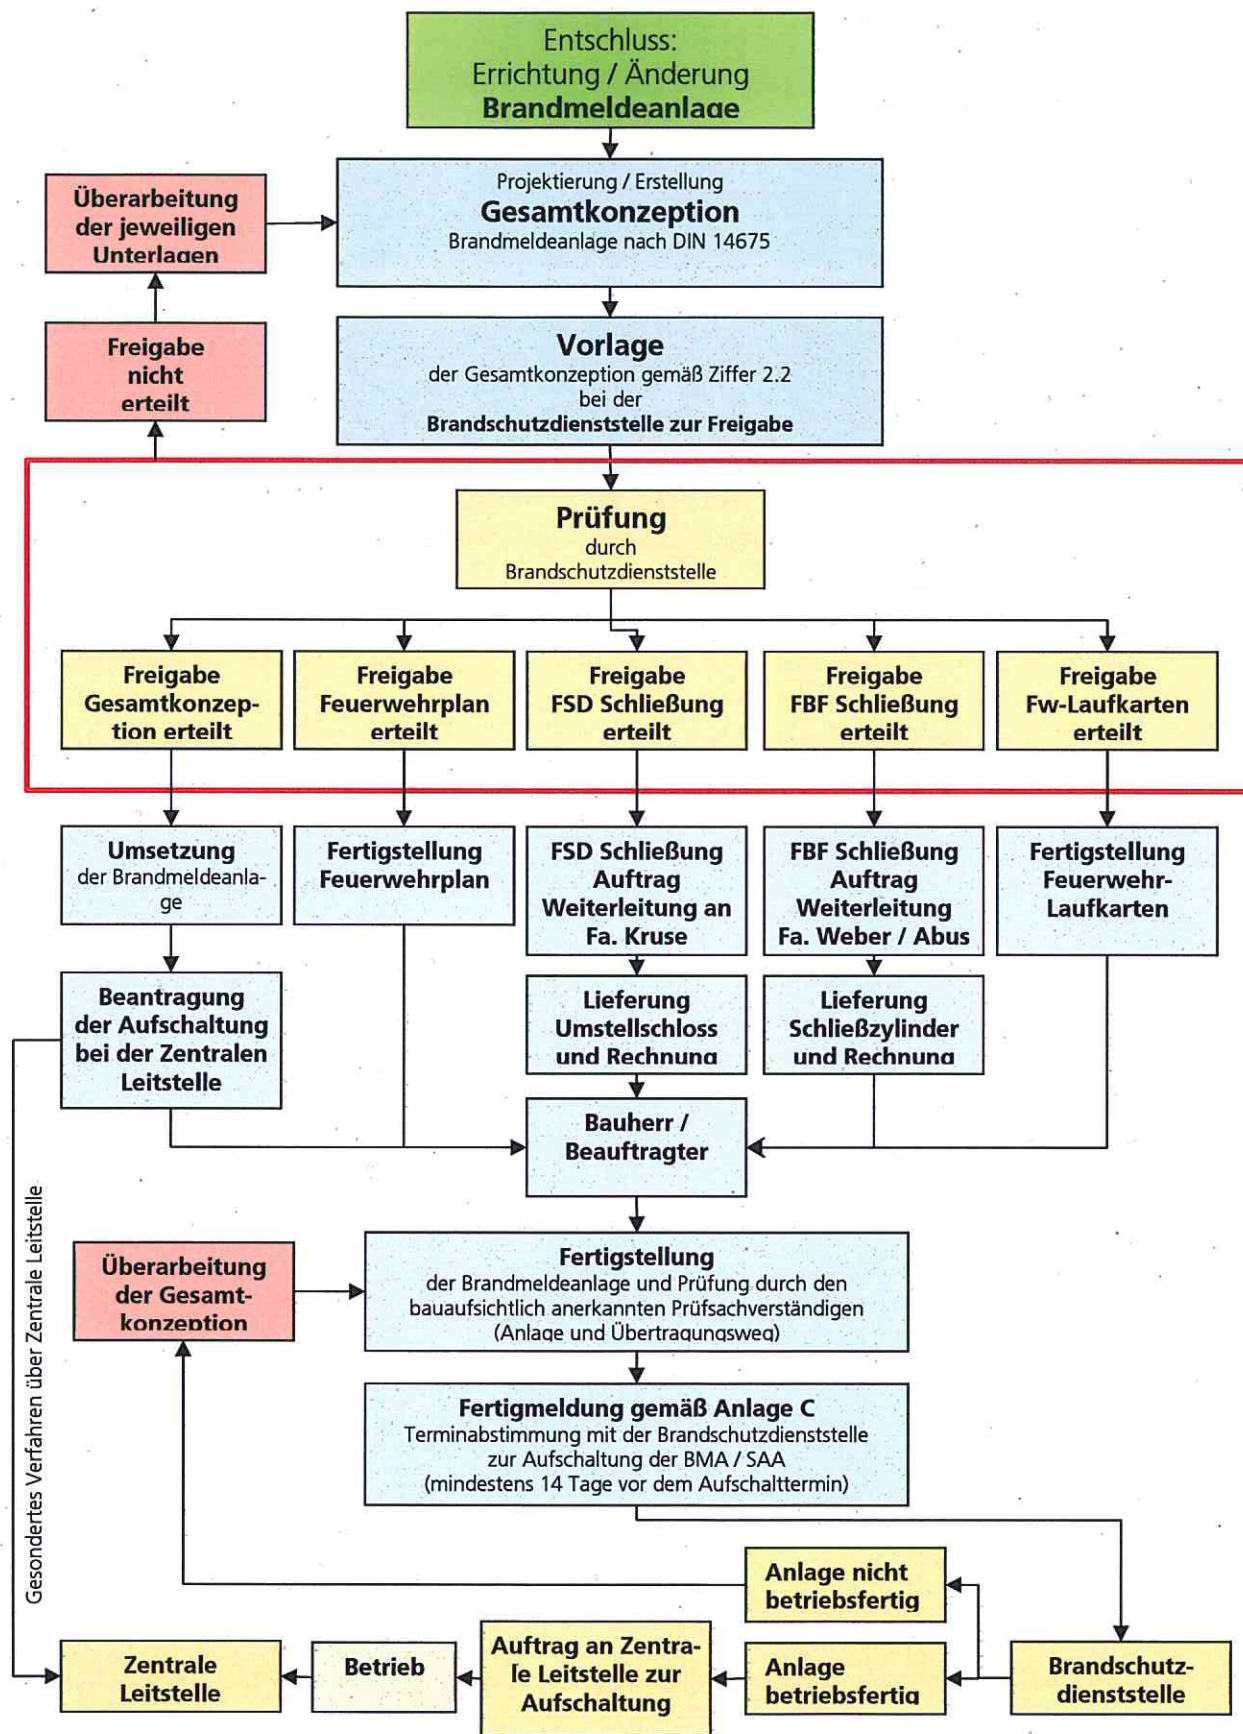 Entschluss:
Errichtung / Änderung
Brandmeldeanlage
Projektierung / Erstellung
Gesamtkonzeption
Brandmeldeanlage nach DIN 14675
Überarbeitung
der jeweiligen
Unterlagen
Freigabe
nicht
erteilt
Vorlage
der Gesamtkonzeption gemäß Ziffer 2.2
bei der
Brandschutzdienststelle zur Freigabe
Prüfung
durch
Brandschutzdienststelle
Freigabe
Gesamtkonzep-
tion erteilt
Freigabe
Feuerwehrplan
erteilt
Freigabe
FSD Schließung
erteilt
Freigabe
FBF Schließung
erteilt
Freigabe
Fw-Laufkarten
erteilt
Umsetzung
der Brandmeldeanla-
ge
Fertigstellung
Feuerwehrplan
FSD Schließung
Auftrag
Weiterleitung an
Fa. Kruse
FBF Schließung
Auftrag
Weiterleitung
Fa. Weber / Abus
Fertigstellung
Feuerwehr-
Laufkarten
Beantragung
der Aufschaltung
bei der Zentralen
Leitstelle
Lieferung
Umstellschloss
und Rechnung
Lieferung
Schließzylinder
und Rechnung
Bauherr /
Beauftragter
Gesondertes Verfahren über Zentrale Leitstelle
Überarbeitung
der Gesamt-
konzeption
Fertigstellung
der Brandmeldeanlage und Prüfung durch den
bauaufsichtlich anerkannten Prüfsachverständigen
(Anlage und Übertragungsweg)
Fertigmeldung gemäß Anlage C
Terminabstimmung mit der Brandschutzdienststelle
zur Aufschaltung der BMA / SAA
(mindestens 14 Tage vor dem Aufschalttermin)
Anlage nicht
betriebsfertig
Zentrale
Leitstelle
Betrieb
Auftrag an Zentra-
le Leitstelle zur
Aufschaltung
Anlage
betriebsfertig
Brandschutz-
dienststelle